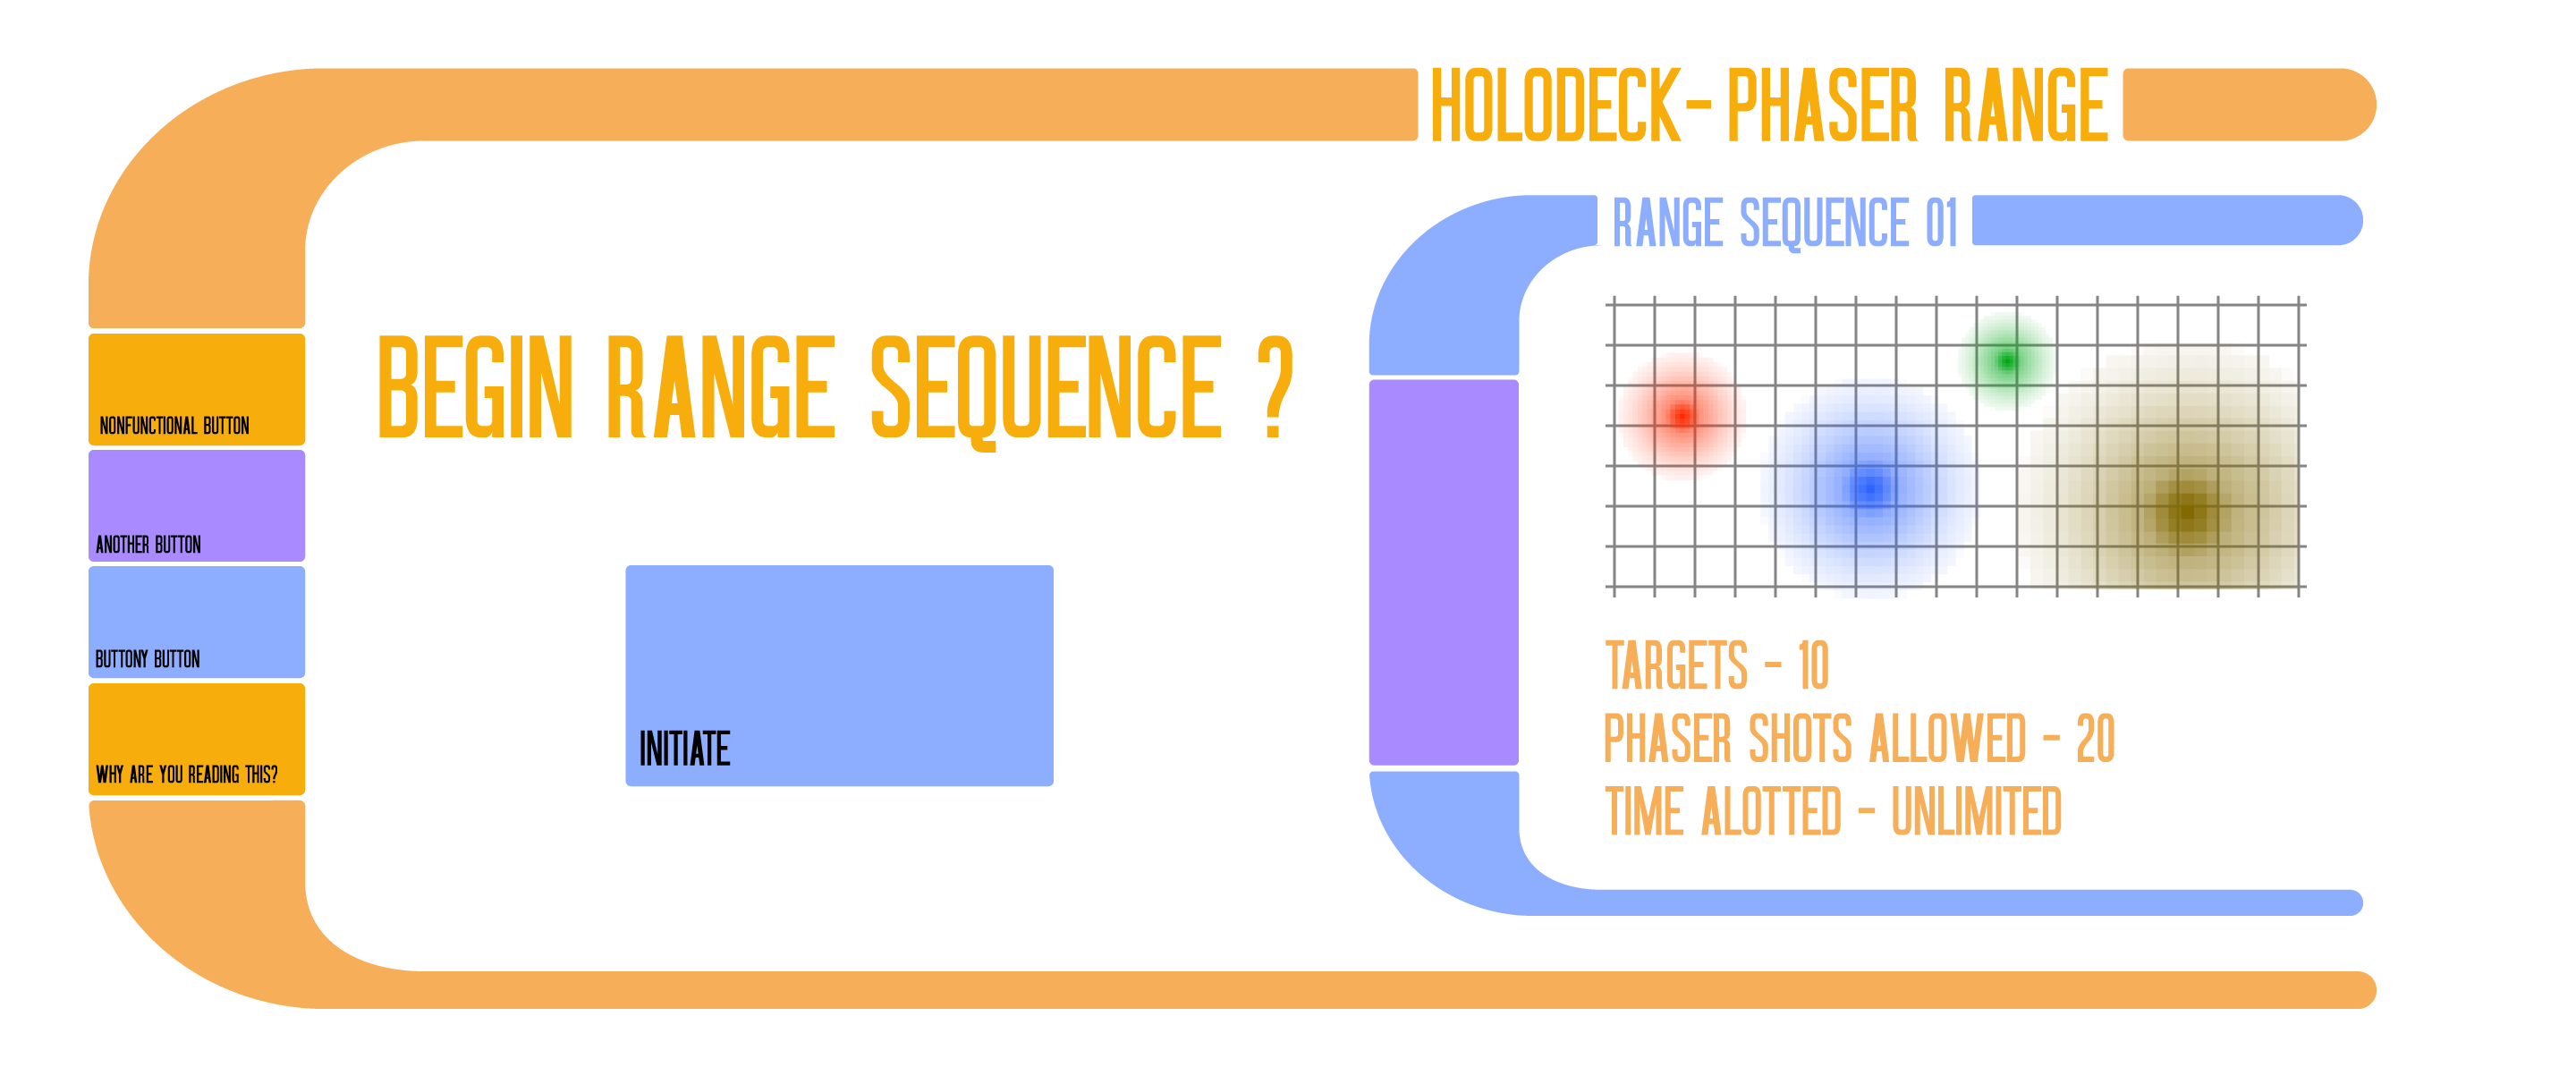 HOLODECK- PHASER RANGE
RANGE SEQUENCE 01
BEGIN RANGE SEQUENCE ?
NONFUNCTIONAL BUTTON
ANOTHER BUTTON
BUTTONY BUTTON
WHY ARE YOU READING THIS?
INITIATE
TARGETS - 10
PHASER SHOTS ALLOWED - 20
TIME ALOTTED - UNLIMITED